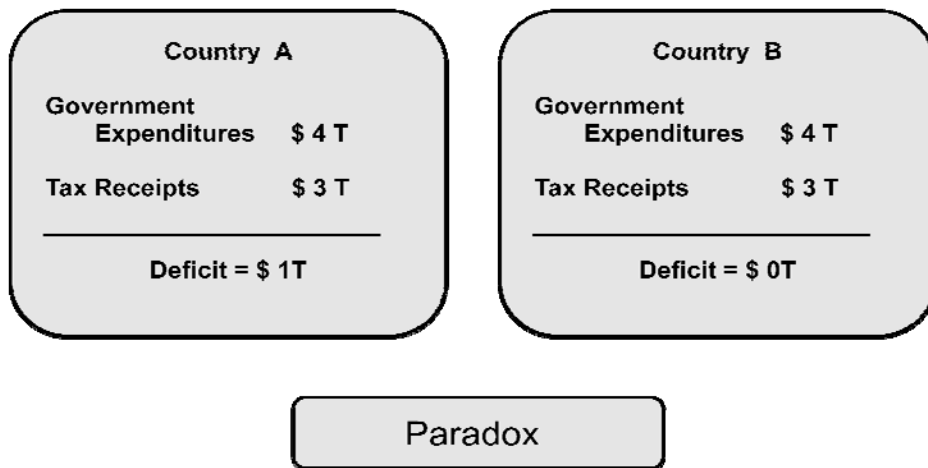 Country A
Government
Expenditures $ 4 T
Tax Receipts $ 3 T
Deficit = $ 1T
Country B
Government
Expenditures $ 4 T
Tax Receipts $ 3 T
Deficit = $ 0T
Paradox